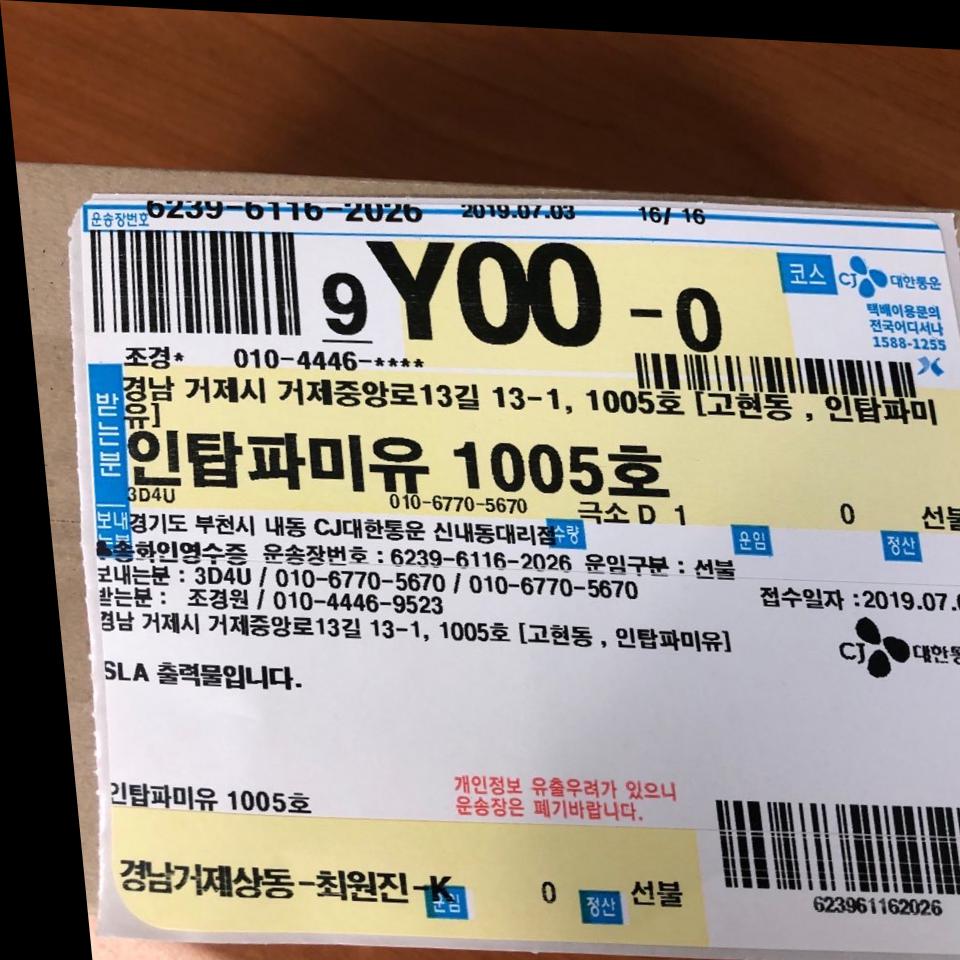 운송장번호 6239-6116-2026 2019.07.03 16/ 16
9 Y00 -0 코스 CJ 대한통운
택배이용문의
전국어디서나
1588-1255
조경* 010-4446-****
받는분 경남 거제시 거제중앙로13길 13-1, 1005호 [고현동 , 인탑파미
유]
인탑파미유 1005호
3D4U 010-6770-5670 극소 D 1 0 선불
보내 경기도 부천시 내동 CJ대한통운 신내동대리점 수량 운임 정산
운송장번호 : 6239-6116-2026 운임구분 : 선불
보내는분 : 3D4U / 010-6770-5670 / 010-6770-5670
받는분 : 조경원 / 010-4446-9523 접수일자 :2019.07.0
경남 거제시 거제중앙로13길 13-1, 1005호 [고현동 , 인탑파미유]
CJ 대한통
SLA 출력물입니다.
개인정보 유출우려가 있으니
운송장은 폐기바랍니다.
인탑파미유 1005호
경남거제상동-최원진-K 운임 0 정산 선불
623961162026